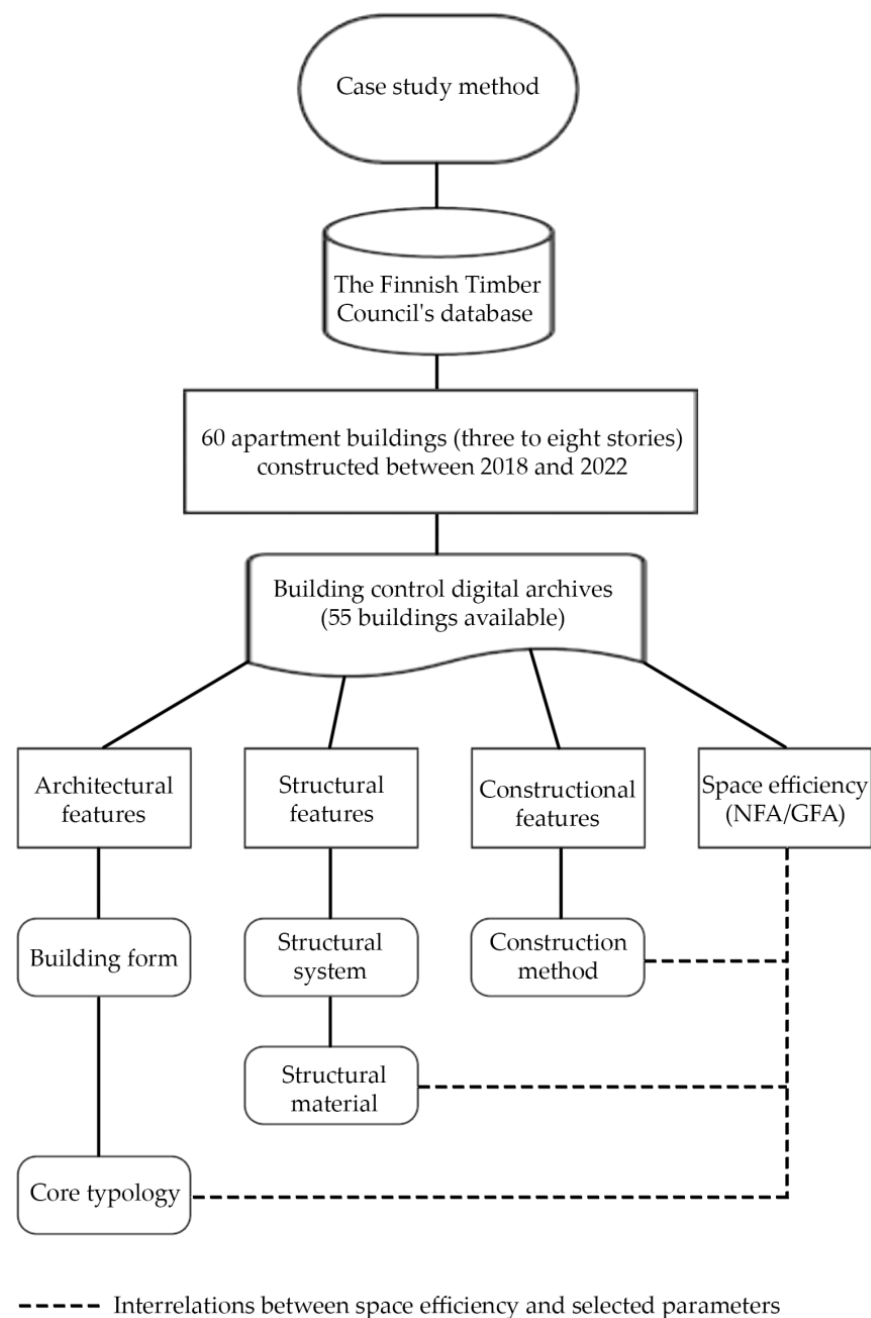 Case study method
The Finnish Timber
Council's database
60 apartment buildings (three to eight stories)
constructed between 2018 and 2022
Building control digital archives
(55 buildings available)
Architectural
features
Structural
features
Constructional
features
Space efficiency
(NFA/GFA)
Building form
Structural
system
Construction
method
Structural
material
Core typology
Interrelations between space efficiency and selected parameters